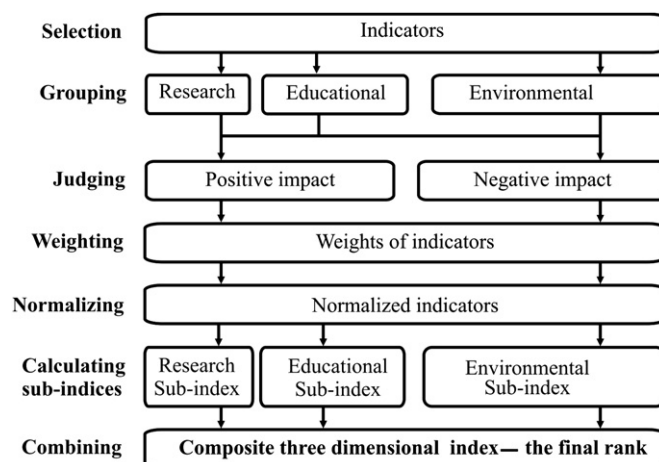 Selection
Indicators
Grouping
Research
Educational
Environmental
Judging
Positive impact
Negative impact
Weighting
Weights of indicators
Normalizing
Normalized indicators
Calculating
sub-indices
Research
Sub-index
Educational
Sub-index
Environmental
Sub-index
Combining
Composite three dimensional index— the final rank